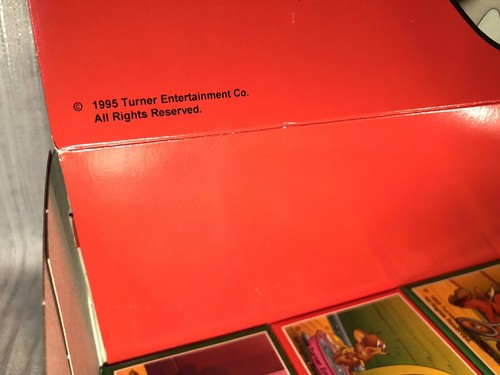 © 1995 Turner Entertainment Co.
All Rights Reserved.